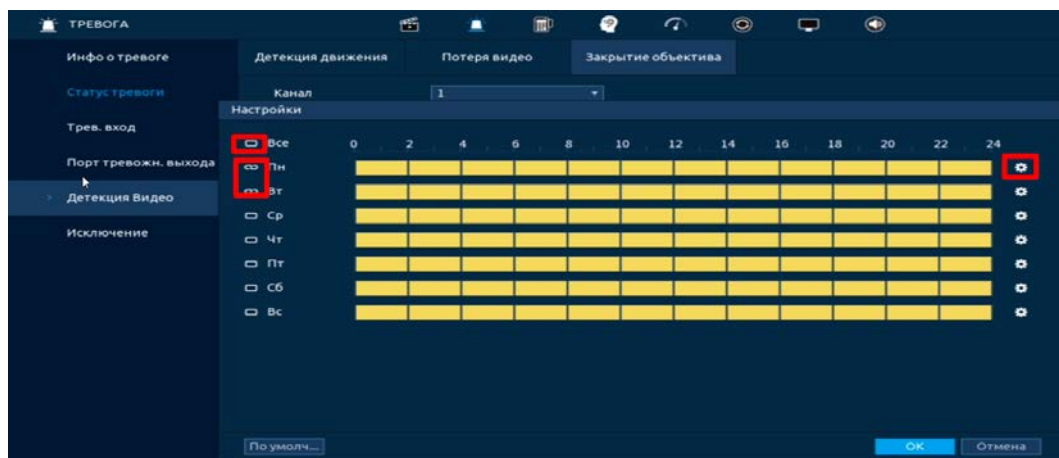 ТРЕВОГА
Инфо о тревоге
Детекция движения Потеря видео Закрытие объектива
Статус тревоги
Канал 1
Настройки
Трев. вход
Все 0 2 4 6 8 10 12 14 16 18 20 22 24
Порт тревожн. выхода
Пн
Детекция Видео
Вт
Ср
Исключение
Чт
Пт
Сб
Вс
По умолч... ОК Отмена